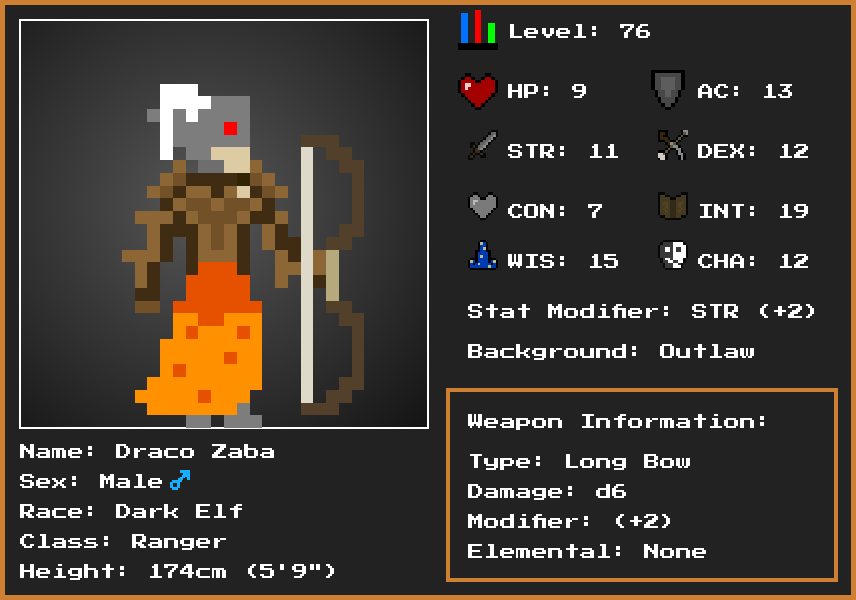 Level: 76
HP: 9
AC: 13
STR: 11
DEX: 12
CON: 7
INT: 19
WIS: 15
CHA: 12
Stat Modifier: STR (+2)
Background: Outlaw
Weapon Information:
Type: Long Bow
Damage: d6
Modifier: (+2)
Elemental: None
Name: Draco Zaba
Sex: Male♂
Race: Dark Elf
Class: Ranger
Height: 174cm (5'9")